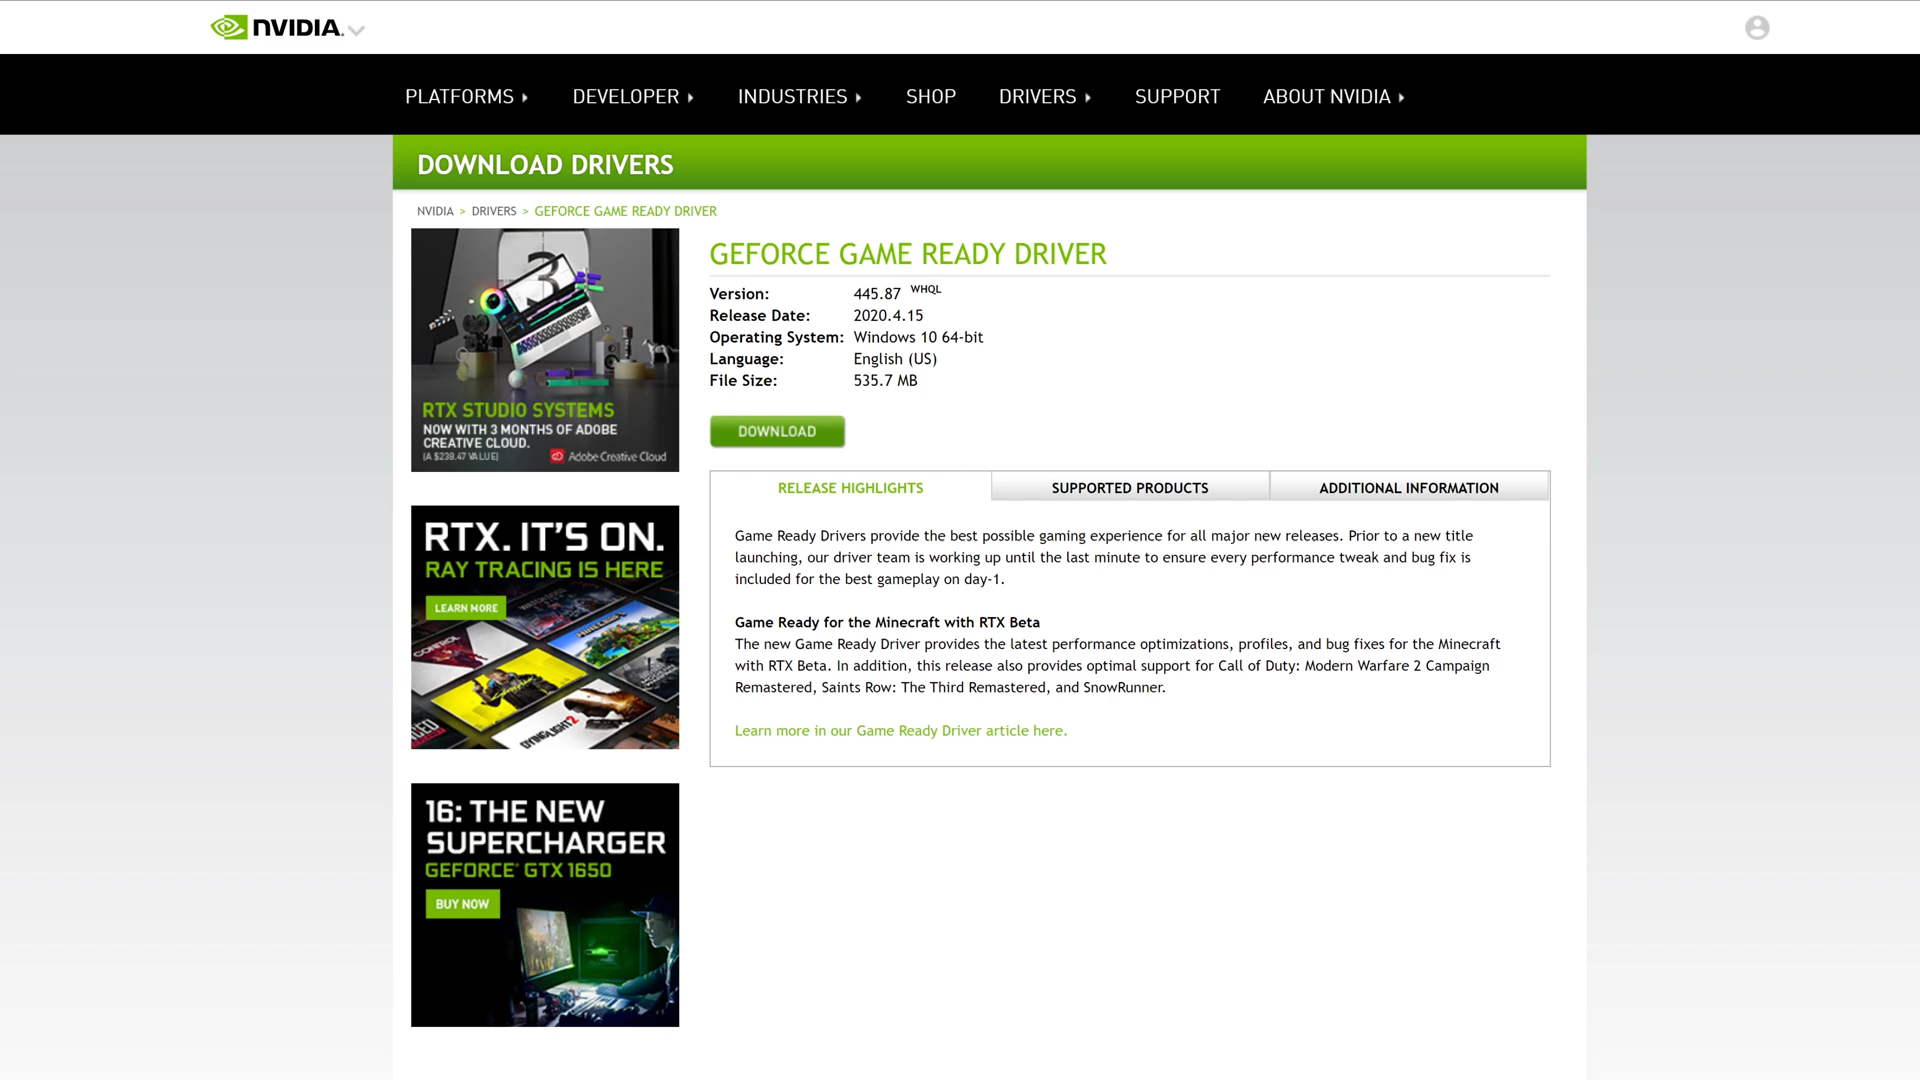 NVIDIA.
PLATFORMS DEVELOPER INDUSTRIES SHOP DRIVERS SUPPORT ABOUT NVIDIA
DOWNLOAD DRIVERS
NVIDIA > DRIVERS > GEFORCE GAME READY DRIVER
3
RTX STUDIO SYSTEMS
NOW WITH 3 MONTHS OF ADOBE
CREATIVE CLOUD.
(A $238.47 VALUE) Adobe Creative Cloud
RTX. IT'S ON.
RAY TRACING IS HERE
LEARN MORE
CONTROL
MINECRAFT
DYING LIGHT 2
16: THE NEW
SUPERCHARGER
GEFORCE® GTX 1650
BUY NOW
GEFORCE GAME READY DRIVER
Version: 445.87 WHQL
Release Date: 2020.4.15
Operating System: Windows 10 64-bit
Language: English (US)
File Size: 535.7 MB
DOWNLOAD
RELEASE HIGHLIGHTS SUPPORTED PRODUCTS ADDITIONAL INFORMATION
Game Ready Drivers provide the best possible gaming experience for all major new releases. Prior to a new title
launching, our driver team is working up until the last minute to ensure every performance tweak and bug fix is
included for the best gameplay on day-1.
Game Ready for the Minecraft with RTX Beta
The new Game Ready Driver provides the latest performance optimizations, profiles, and bug fixes for the Minecraft
with RTX Beta. In addition, this release also provides optimal support for Call of Duty: Modern Warfare 2 Campaign
Remastered, Saints Row: The Third Remastered, and SnowRunner.
Learn more in our Game Ready Driver article here.